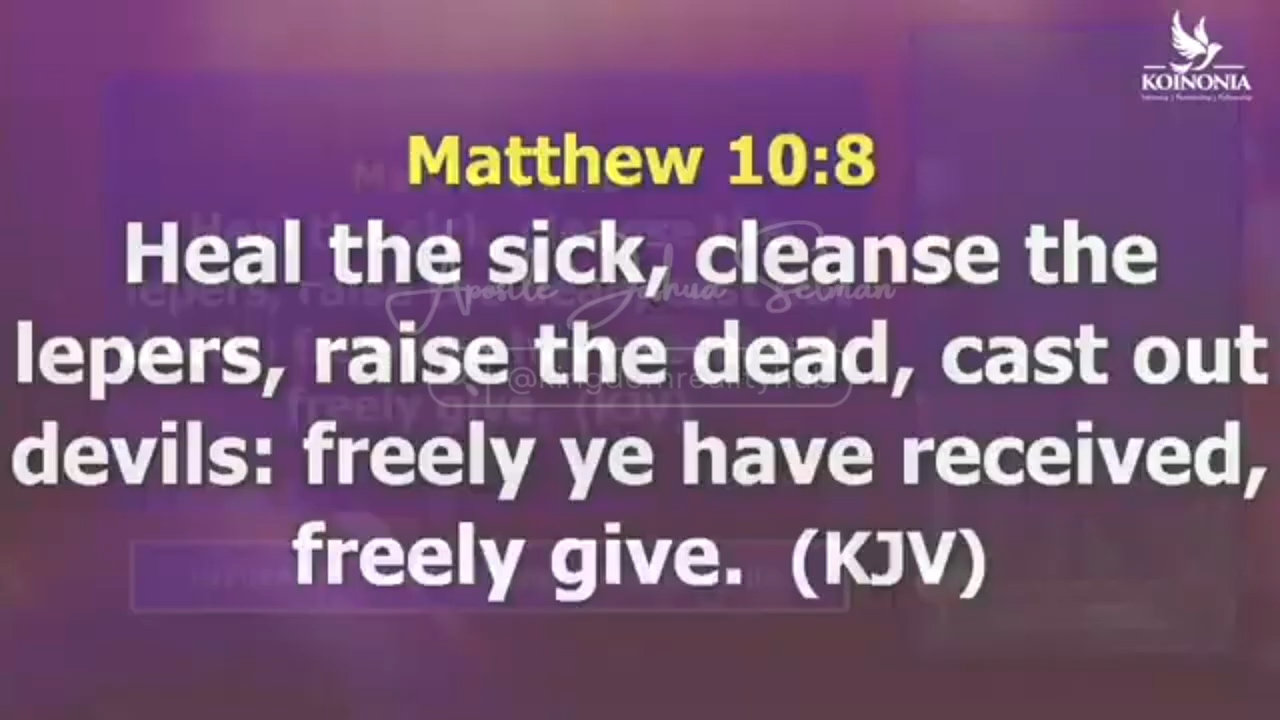 KOINONIA
Matthew 10:8
Heal the sick, cleanse the
Apostle Joshua Selman
lepers, raise the dead, cast out
@kingdomrealityhub
devils: freely ye have received,
freely give. (KJV)